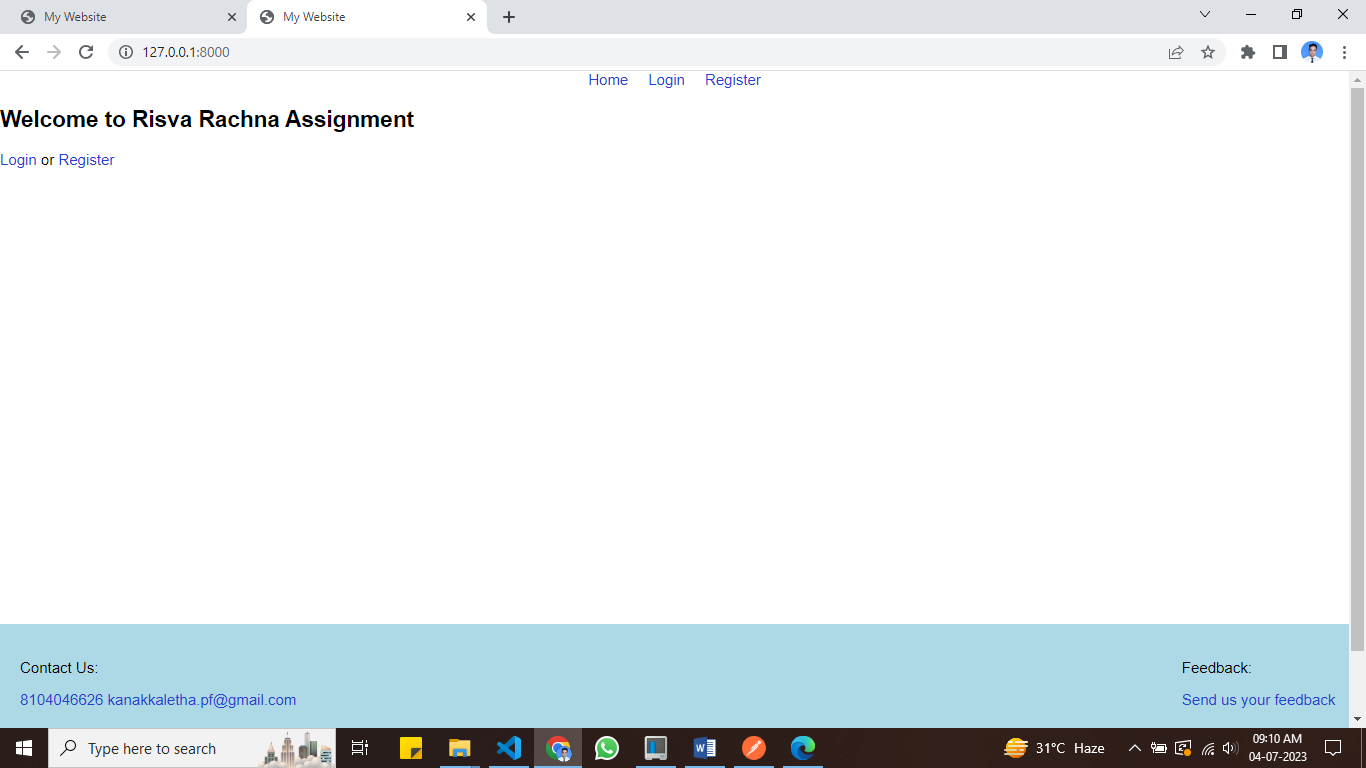 My Website
My Website
127.0.0.1:8000
Home Login Register
Welcome to Risva Rachna Assignment
Login or Register
Contact Us:
8104046626 kanakkaletha.pf@gmail.com
Feedback:
Send us your feedback
Type here to search
31°C Haze
09:10 AM
04-07-2023